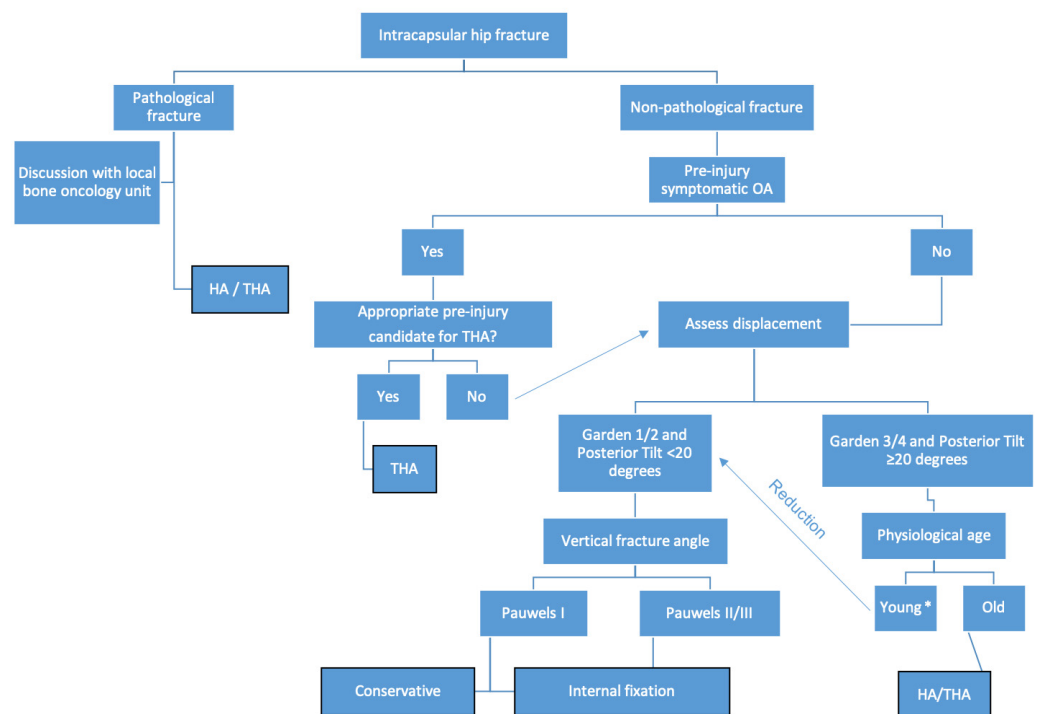 Intracapsular hip fracture
Pathological
fracture
Non-pathological fracture
Discussion with local
bone oncology unit
Pre-injury
symptomatic OA
Yes
No
HA / THA
Appropriate pre-injury
candidate for THA?
Assess displacement
Yes
No
THA
Garden 1/2 and
Posterior Tilt <20
degrees
Garden 3/4 and Posterior Tilt
≥20 degrees
Reduction
Vertical fracture angle
Physiological age
Pauwels I
Pauwels II/III
Young *
Old
Conservative
Internal fixation
HA/THA